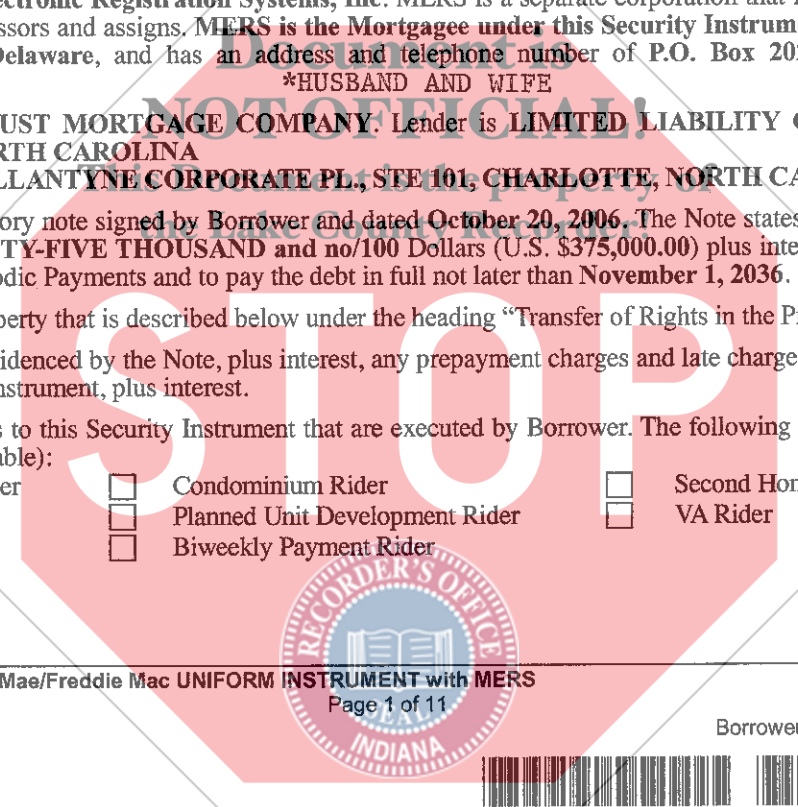 ectronic Registration Systems, Inc. MERS is a separate corporation that i
ssors and assigns. MERS is the Mortgagee under this Security Instrum
Delaware, and has an address and telephone number of P.O. Box 20
*HUSBAND AND WIFE
Document is
NOT OFFICIAL!
This Document is the property of
the Lake County Recorder!
UST MORTGAGE COMPANY. Lender is LIMITED LIABILITY
RTH CAROLINA
LLANTYNE CORPORATE PL., STE 101, CHARLOTTE, NORTH CA
ory note signed by Borrower and dated October 20, 2006. The Note states
TY-FIVE THOUSAND and no/100 Dollars (U.S. $375,000.00) plus inte
odic Payments and to pay the debt in full not later than November 1, 2036.
perty that is described below under the heading “Transfer of Rights in the P
idenced by the Note, plus interest, any prepayment charges and late charge
nstrument, plus interest.
s to this Security Instrument that are executed by Borrower. The following
able):
er Condominium Rider Second Hom
Planned Unit Development Rider VA Rider
Biweekly Payment Rider
STOP
RECORDER'S OFFICE
SEAL
INDIANA
Mae/Freddie Mac UNIFORM INSTRUMENT with MERS
Page 1 of 11
Borrower